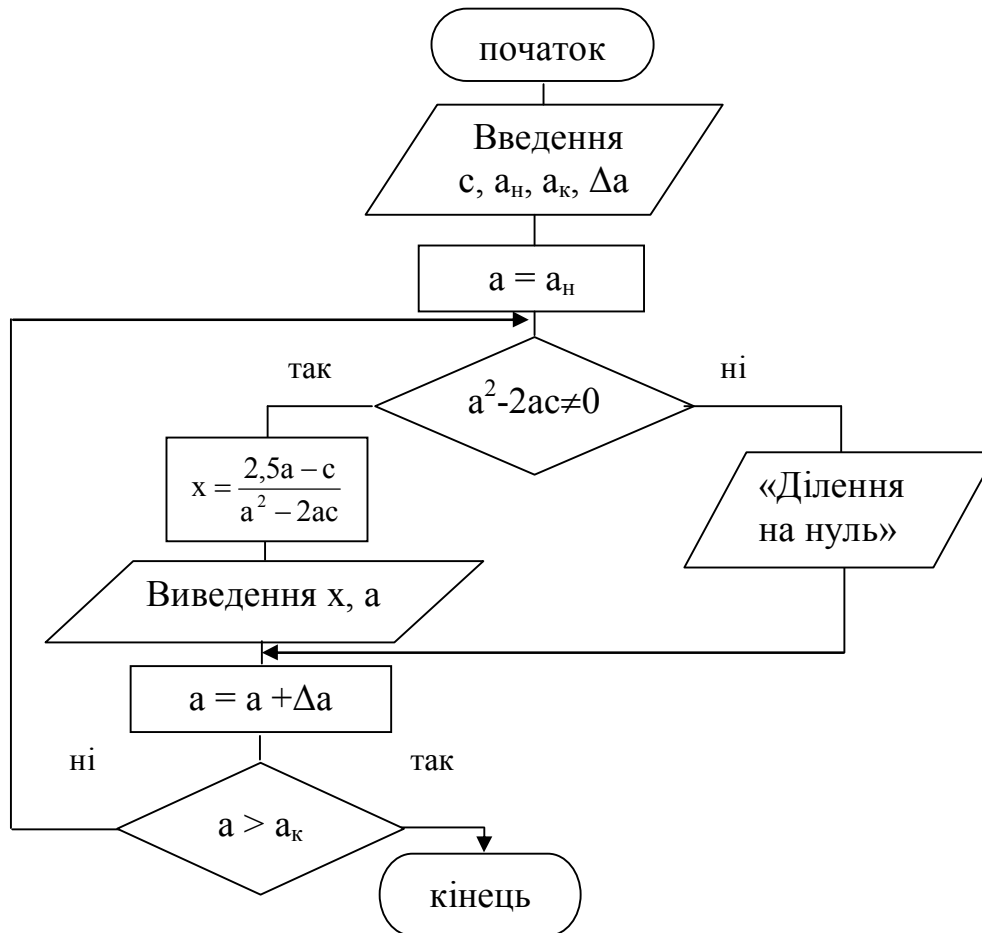 початок
Введення
с, aн, aк, Δa
a = aн
так
ні
a²-2ac≠0
x = (2,5a − c) / (a² − 2ac)
«Ділення
на нуль»
Виведення x, a
a = a +Δa
ні
так
a > aк
кінець